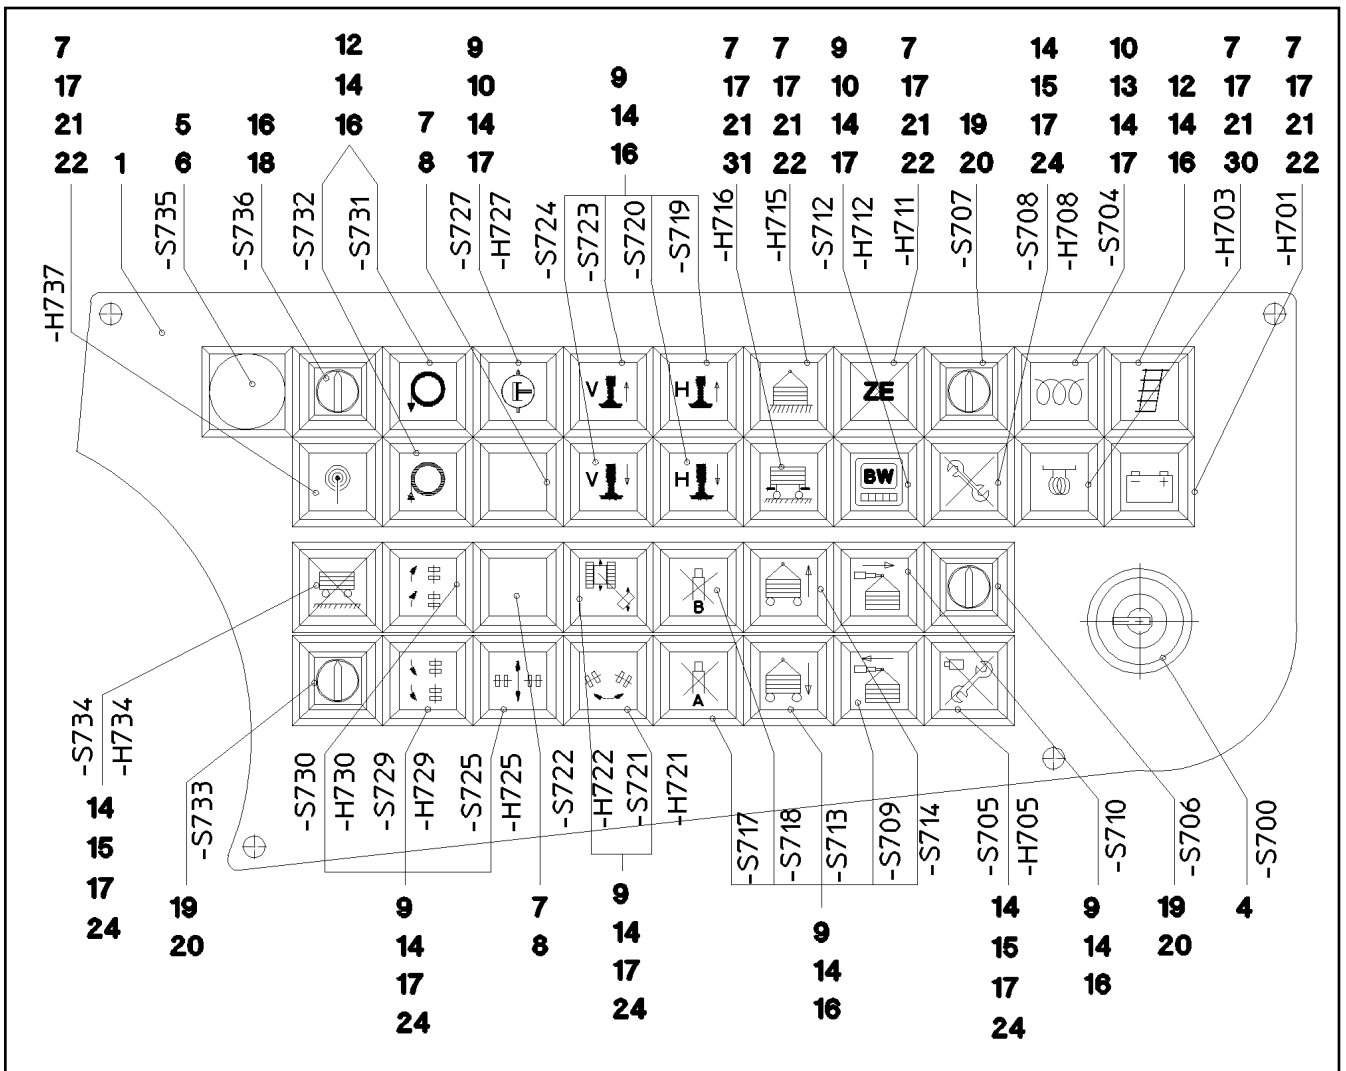 7
17
21
22
1
5
6
16
18
12
14
16
7
8
9
10
14
17
9
14
16
7
17
21
31
7
17
21
22
9
10
14
17
7
17
21
22
19
20
14
15
17
24
10
13
14
17
12
14
16
7
17
21
30
7
17
21
22
-H737
-S735
-S736
-S732
-S731
-S727
-H727
-S724
-S723
-S720
-S719
-H716
-H715
-S712
-H712
-H711
-S707
-S708
-H708
-S704
-H703
-H701
V
H
ZE
V
H
BW
- +
B
A
-S734
-H734
-S733
-S730
-H730
-S729
-H729
-S725
-H725
-S722
-H722
-S721
-H721
-S717
-S718
-S713
-S709
-S714
-S705
-H705
-S710
-S706
-S700
14
15
17
24
19
20
9
14
17
24
7
8
9
14
17
24
9
14
16
14
15
17
24
9
14
16
19
20
4